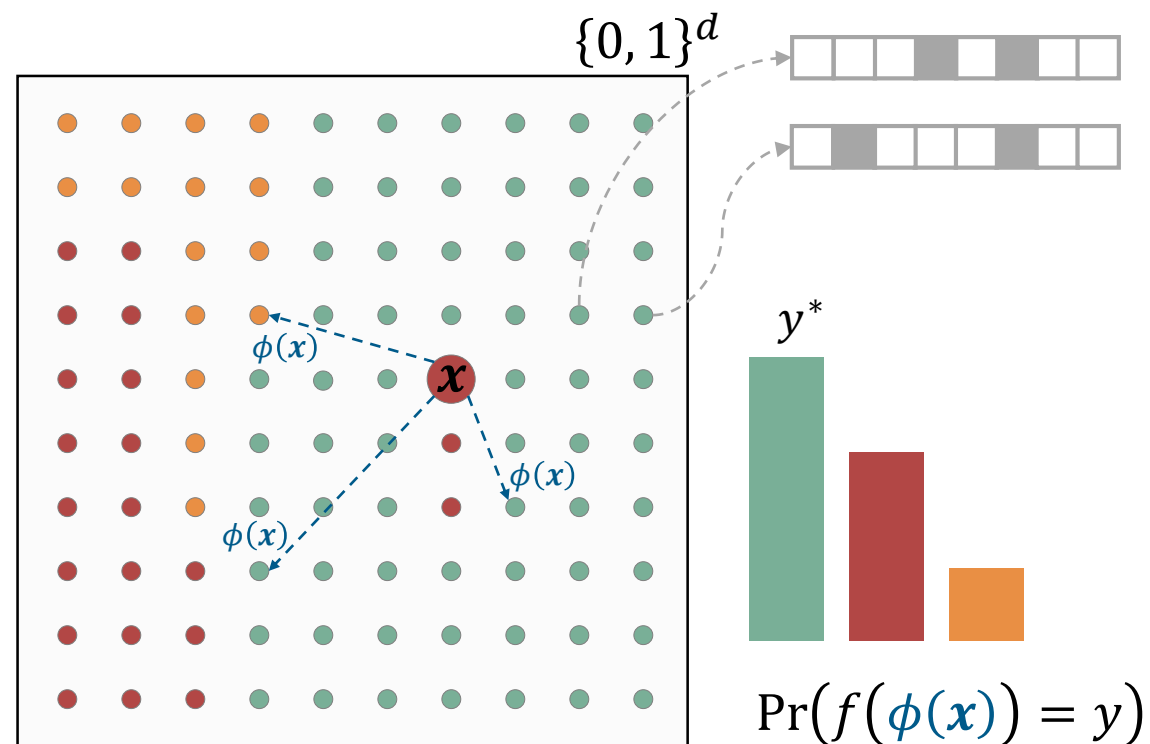 {0, 1}ᵈ
y*
ϕ(x)
x
ϕ(x)
ϕ(x)
Pr(f(ϕ(x)) = y)